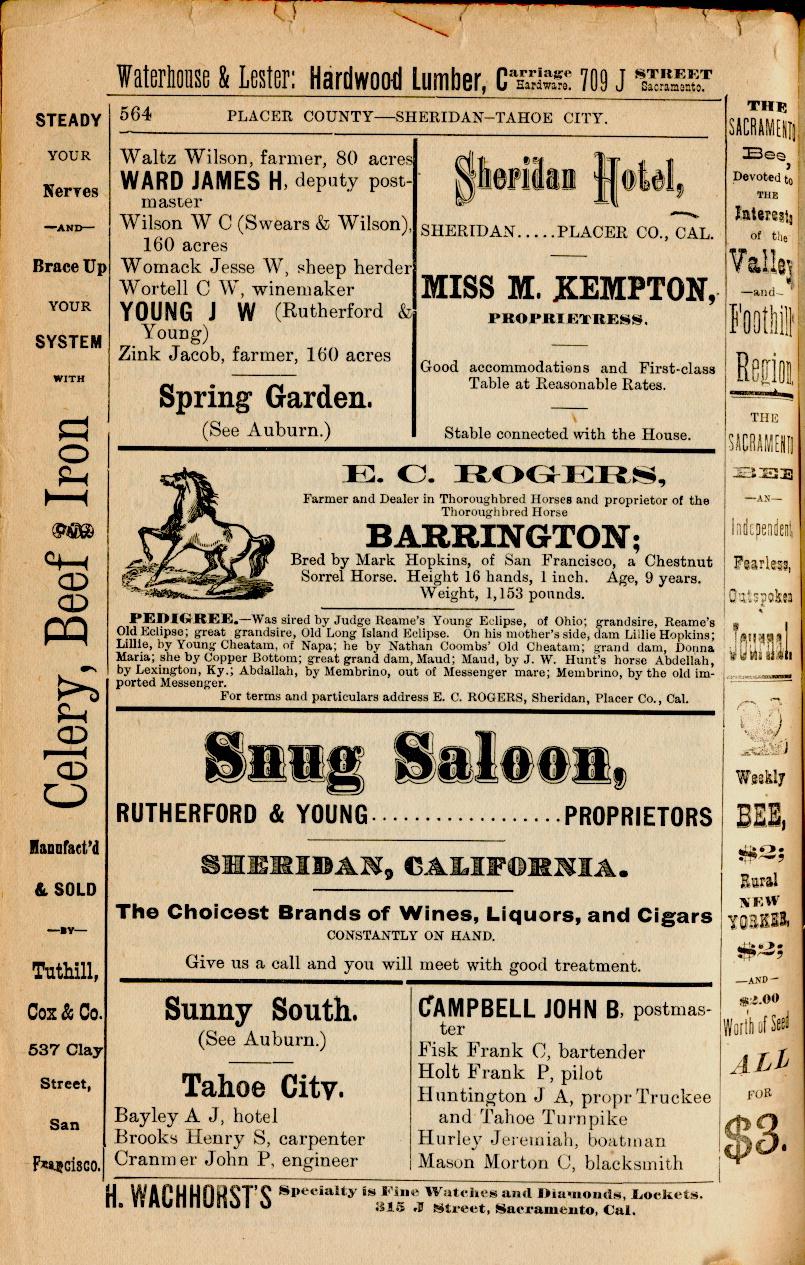 Waterhouse & Lester: Hardwood Lumber, Carriage Hardware. 709 J STREET Sacramento.
564 PLACER COUNTY—SHERIDAN–TAHOE CITY.
STEADY
YOUR
Nerves
—AND—
Brace Up
YOUR
SYSTEM
WITH
Celery, Beef & Iron
Manufact'd
& SOLD
—BY—
Tuthill,
Cox & Co.
537 Clay
Street,
San
Francisco.
Waltz Wilson, farmer, 80 acres
WARD JAMES H, deputy post-
master
Wilson W C (Swears & Wilson),
160 acres
Womack Jesse W, sheep herder
Wortell C W, winemaker
YOUNG J W (Rutherford &
Young)
Zink Jacob, farmer, 160 acres
Spring Garden.
(See Auburn.)
Sheridan Hotel,
SHERIDAN.....PLACER CO., CAL.
MISS M. KEMPTON,
PROPRIETRESS.
Good accommodations and First-class
Table at Reasonable Rates.
Stable connected with the House.
E. C. ROGERS,
Farmer and Dealer in Thoroughbred Horses and proprietor of the
Thoroughbred Horse
BARRINGTON;
Bred by Mark Hopkins, of San Francisco, a Chestnut
Sorrel Horse. Height 16 hands, 1 inch. Age, 9 years.
Weight, 1,153 pounds.
PEDIGREE.—Was sired by Judge Reame's Young Eclipse, of Ohio; grandsire, Reame's
Old Eclipse; great grandsire, Old Long Island Eclipse. On his mother's side, dam Lillie Hopkins;
Lillie, by Young Cheatam, of Napa; he by Nathan Coombs' Old Cheatam; grand dam, Donna
Maria; she by Copper Bottom; great grand dam, Maud; Maud, by J. W. Hunt's horse Abdellah,
by Lexington, Ky.; Abdallah, by Membrino, out of Messenger mare; Membrino, by the old im-
ported Messenger.
For terms and particulars address E. C. ROGERS, Sheridan, Placer Co., Cal.
Snug Saloon,
RUTHERFORD & YOUNG..................PROPRIETORS
SHERIDAN, CALIFORNIA.
The Choicest Brands of Wines, Liquors, and Cigars
CONSTANTLY ON HAND.
Give us a call and you will meet with good treatment.
Sunny South.
(See Auburn.)
Tahoe City.
Bayley A J, hotel
Brooks Henry S, carpenter
Cranmer John P, engineer
CAMPBELL JOHN B, postmas-
ter
Fisk Frank C, bartender
Holt Frank P, pilot
Huntington J A, propr Truckee
and Tahoe Turnpike
Hurley Jeremiah, boatman
Mason Morton C, blacksmith
THE
SACRAMENTO
Bee,
Devoted to
THE
Interests
of the
Valley
—and—
Foothill
Region.
THE
SACRAMENTO
BEE
—AN—
Independent,
Fearless,
Outspoken
Journal.
Weekly
BEE,
$2;
Rural
NEW
YORKER,
$2;
—AND—
$2.00
Worth of Seed
ALL
FOR
$3.
H. WACHHORST'S Specialty is Fine Watches and Diamonds, Lockets.
315 J Street, Sacramento, Cal.